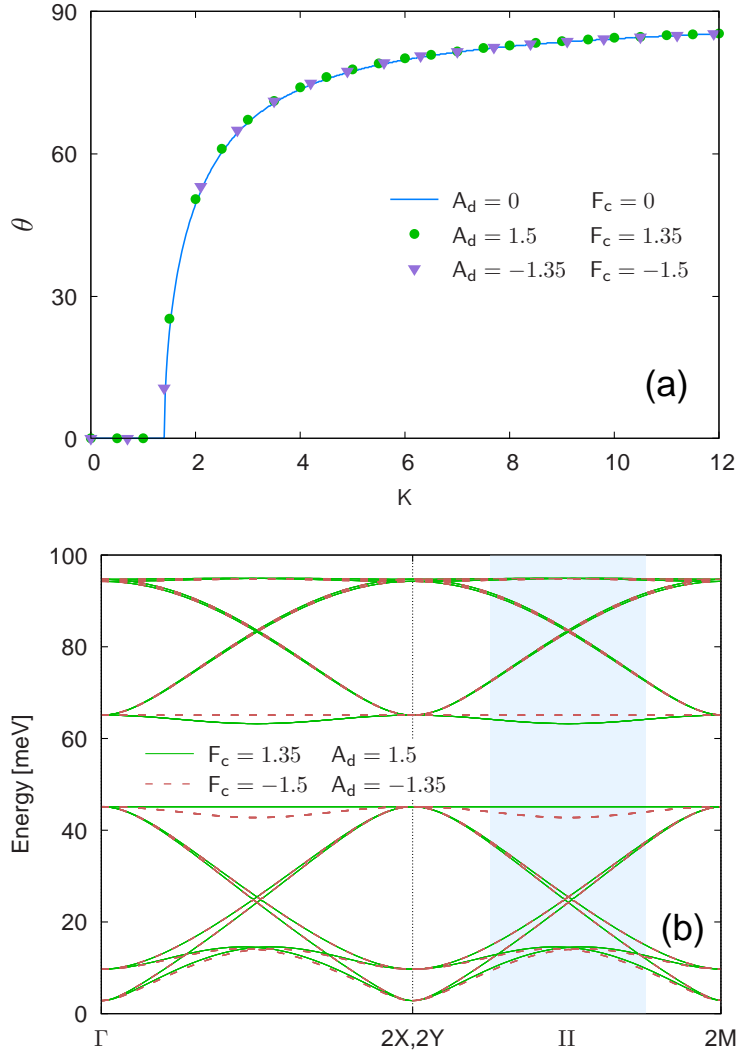 90
60
30
0
θ
A_d = 0 F_c = 0
A_d = 1.5 F_c = 1.35
A_d = −1.35 F_c = −1.5
(a)
0 2 4 6 8 10 12
K
100
80
60
40
20
0
Energy [meV]
F_c = 1.35 A_d = 1.5
F_c = −1.5 A_d = −1.35
(b)
Γ 2X,2Y II 2M